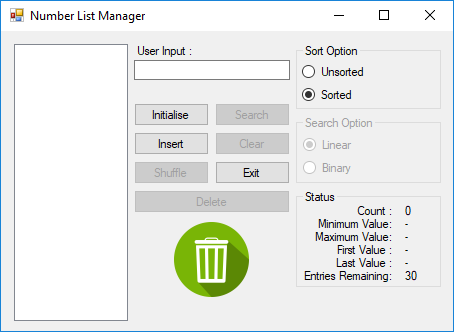 Number List Manager
User Input :
Initialise
Search
Insert
Clear
Shuffle
Exit
Delete
Sort Option
Unsorted
Sorted
Search Option
Linear
Binary
Status
Count : 0
Minimum Value: -
Maximum Value: -
First Value : -
Last Value : -
Entries Remaining: 30